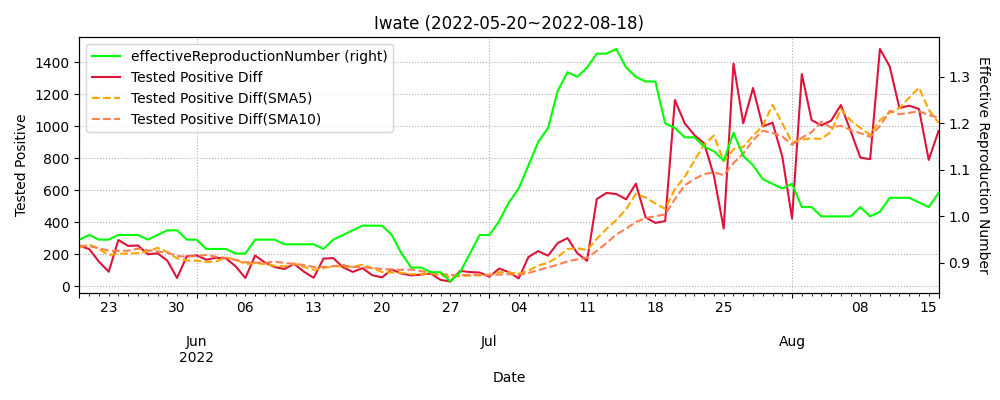 Iwate (2022-05-20~2022-08-18)
effectiveReproductionNumber (right)
Tested Positive Diff
Tested Positive Diff(SMA5)
Tested Positive Diff(SMA10)
Tested Positive
1400
1200
1000
800
600
400
200
0
1.3
1.2
1.1
1.0
0.9
Effective Reproduction Number
23 30 06 13 20 27 04 11 18 25 08 15
Jun Jul Aug
2022
Date